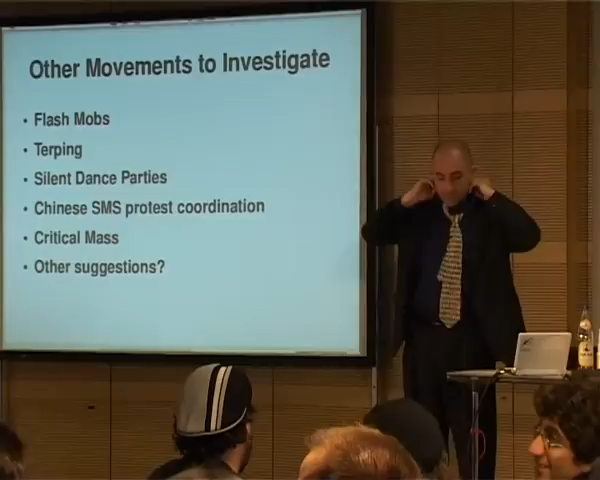 Other Movements to Investigate
• Flash Mobs
• Terping
• Silent Dance Parties
• Chinese SMS protest coordination
• Critical Mass
• Other suggestions?